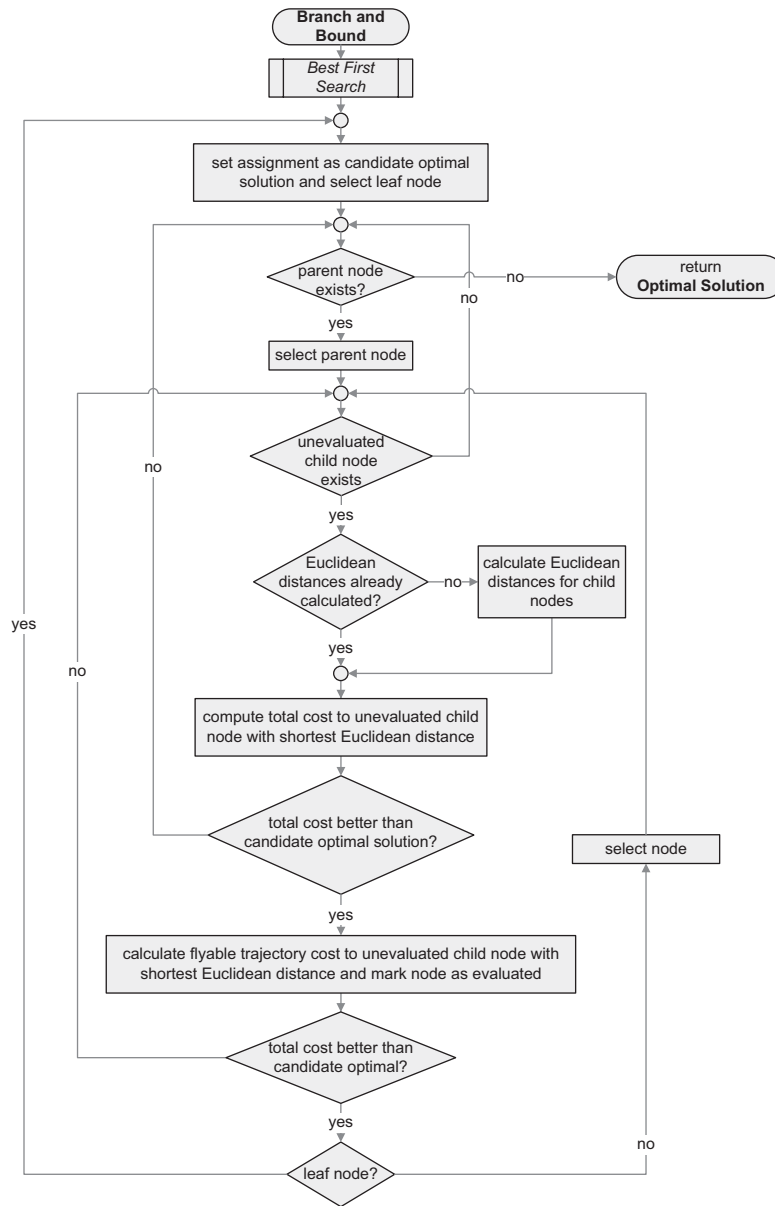 Branch and
Bound
Best First
Search
set assignment as candidate optimal
solution and select leaf node
parent node
exists?
no
return
Optimal Solution
no
yes
select parent node
unevaluated
child node
exists
no
yes
Euclidean
distances already
calculated?
no
calculate Euclidean
distances for child
nodes
yes
no
yes
compute total cost to unevaluated child
node with shortest Euclidean distance
total cost better than
candidate optimal solution?
select node
yes
calculate flyable trajectory cost to unevaluated child node with
shortest Euclidean distance and mark node as evaluated
total cost better than
candidate optimal?
yes
no
leaf node?